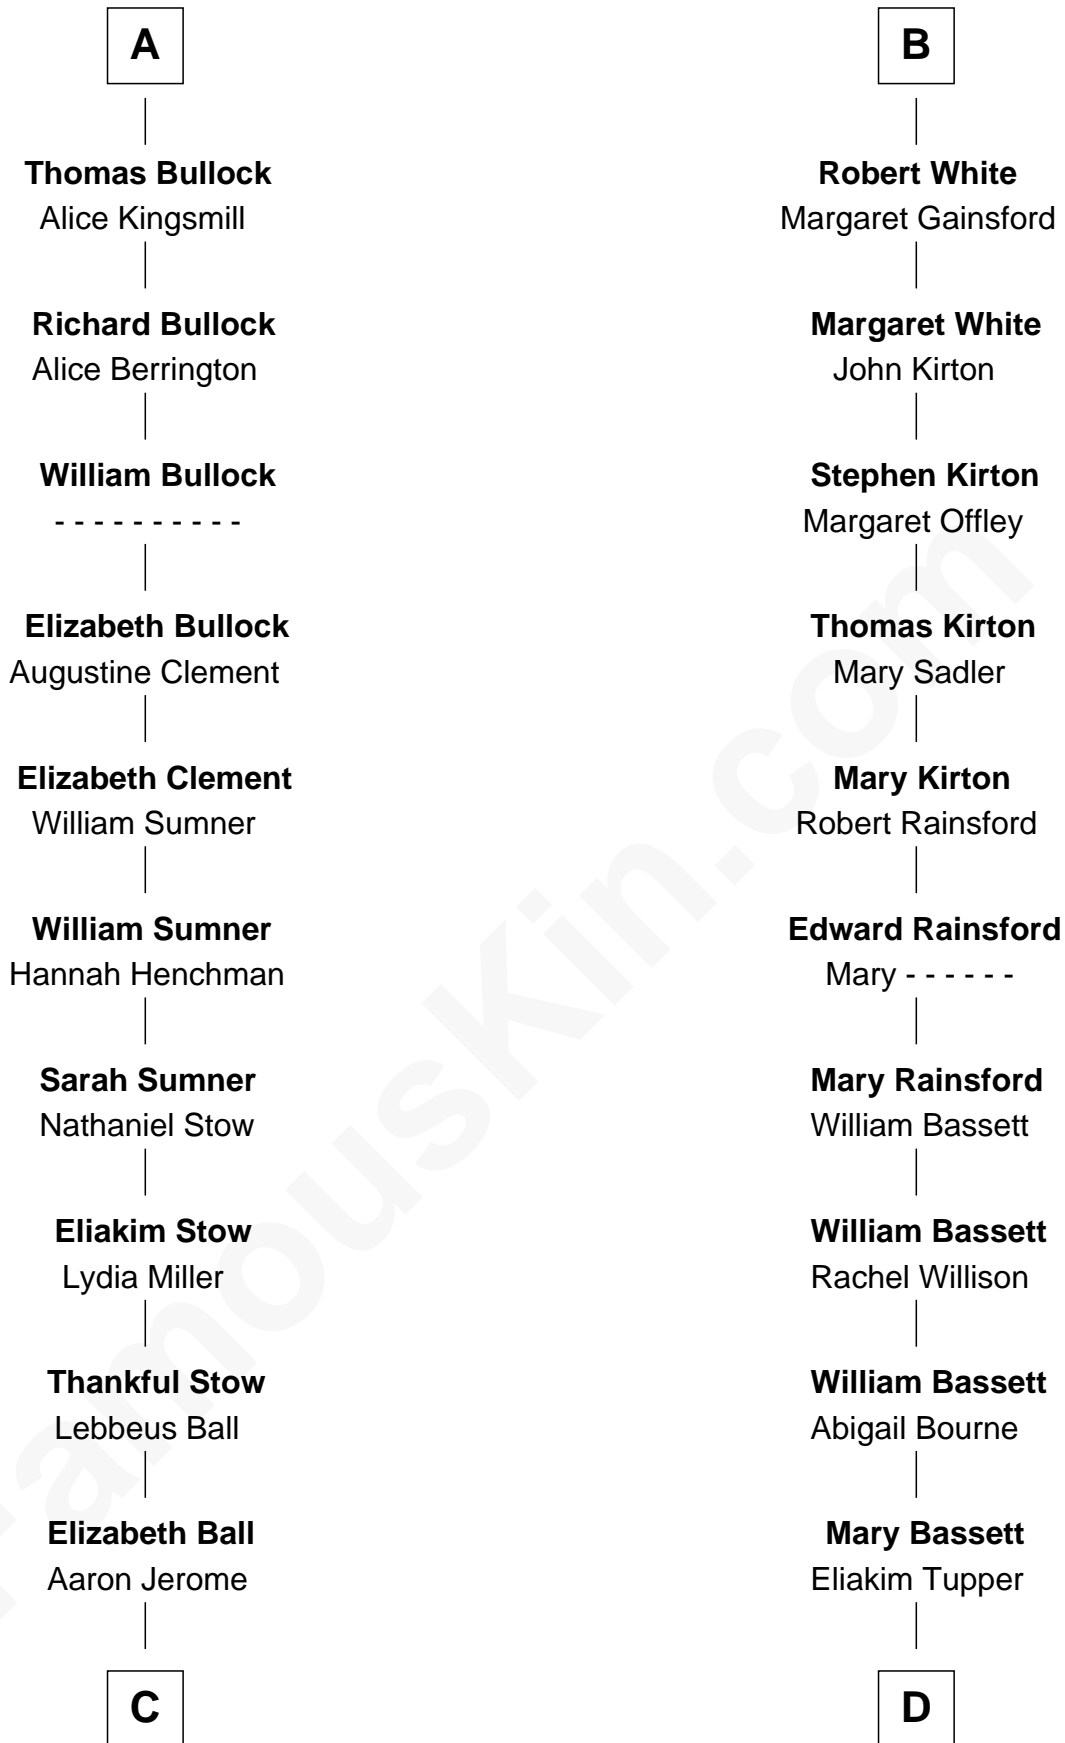 A
Thomas Bullock
Alice Kingsmill
Richard Bullock
Alice Berrington
William Bullock
- - - - - - - - - -
Elizabeth Bullock
Augustine Clement
Elizabeth Clement
William Sumner
William Sumner
Hannah Henchman
Sarah Sumner
Nathaniel Stow
Eliakim Stow
Lydia Miller
Thankful Stow
Lebbeus Ball
Elizabeth Ball
Aaron Jerome
C
B
Robert White
Margaret Gainsford
Margaret White
John Kirton
Stephen Kirton
Margaret Offley
Thomas Kirton
Mary Sadler
Mary Kirton
Robert Rainsford
Edward Rainsford
Mary - - - - - -
Mary Rainsford
William Bassett
William Bassett
Rachel Willison
William Bassett
Abigail Bourne
Mary Bassett
Eliakim Tupper
D
FamousKin.com